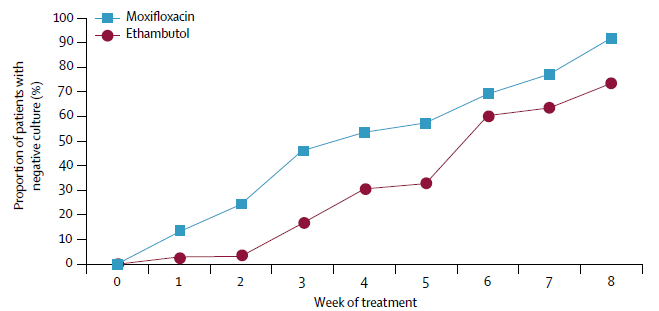 Moxifloxacin
Ethambutol
Proportion of patients with
negative culture (%)
100
90
80
70
60
50
40
30
20
10
0
0 1 2 3 4 5 6 7 8
Week of treatment